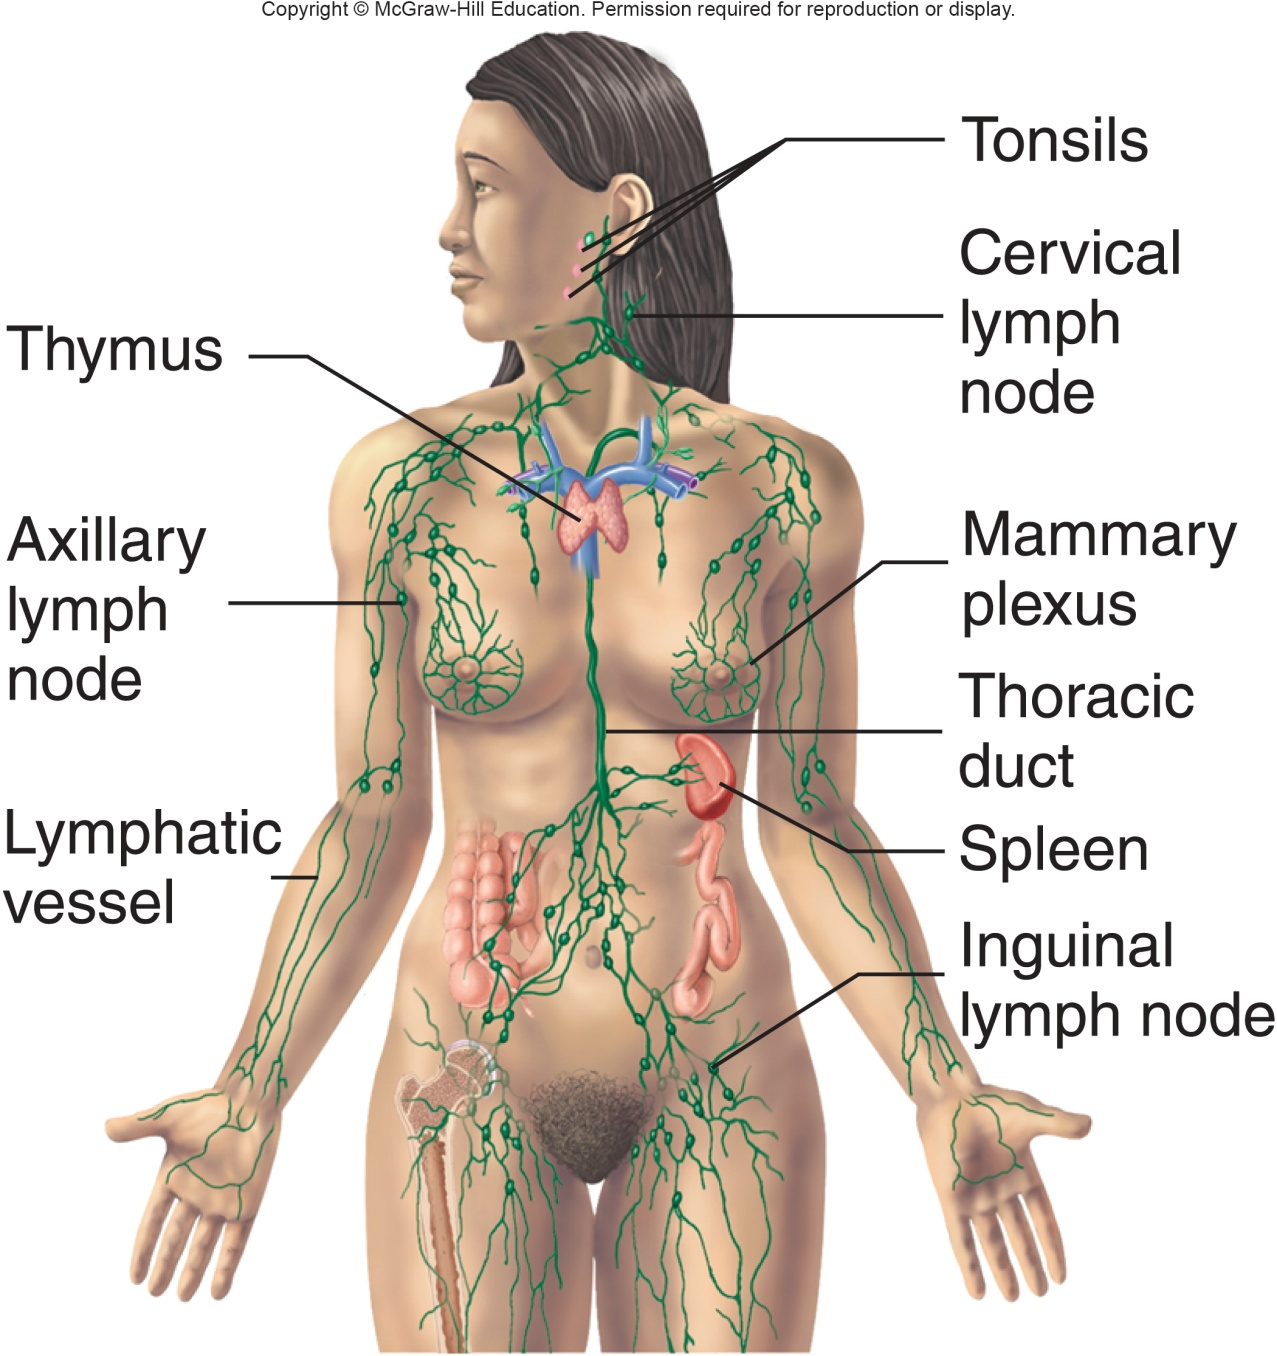 Copyright © McGraw-Hill Education. Permission required for reproduction or display.
Tonsils
Cervical
lymph
node
Thymus
Axillary
lymph
node
Mammary
plexus
Thoracic
duct
Lymphatic
vessel
Spleen
Inguinal
lymph node